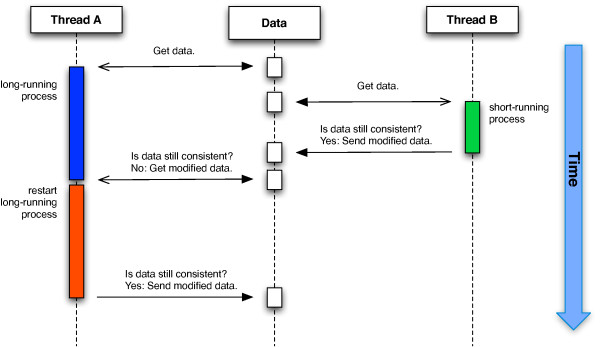 Thread A
Data
Thread B
Get data.
long-running
process
Get data.
short-running
process
Is data still consistent?
Yes: Send modified data.
Is data still consistent?
No: Get modified data.
Time
restart
long-running
process
Is data still consistent?
Yes: Send modified data.